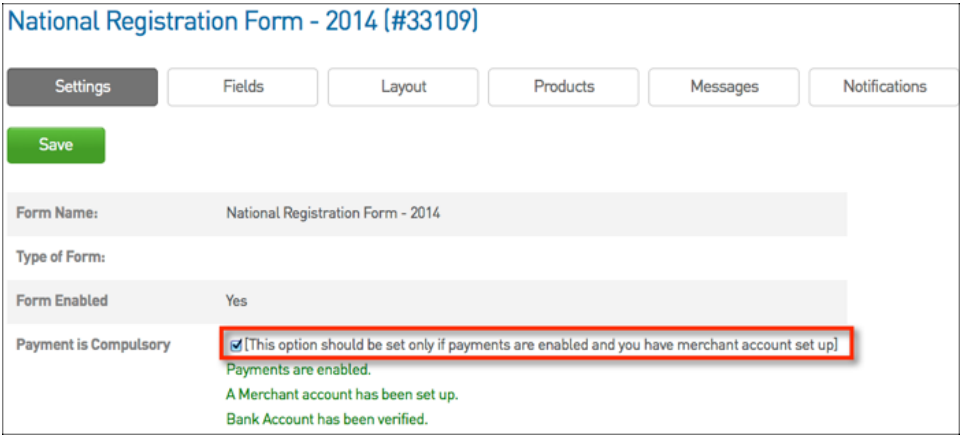 National Registration Form - 2014 (#33109)
Settings Fields Layout Products Messages Notifications
Save
Form Name: National Registration Form - 2014
Type of Form:
Form Enabled Yes
Payment is Compulsory [This option should be set only if payments are enabled and you have merchant account set up]
Payments are enabled.
A Merchant account has been set up.
Bank Account has been verified.